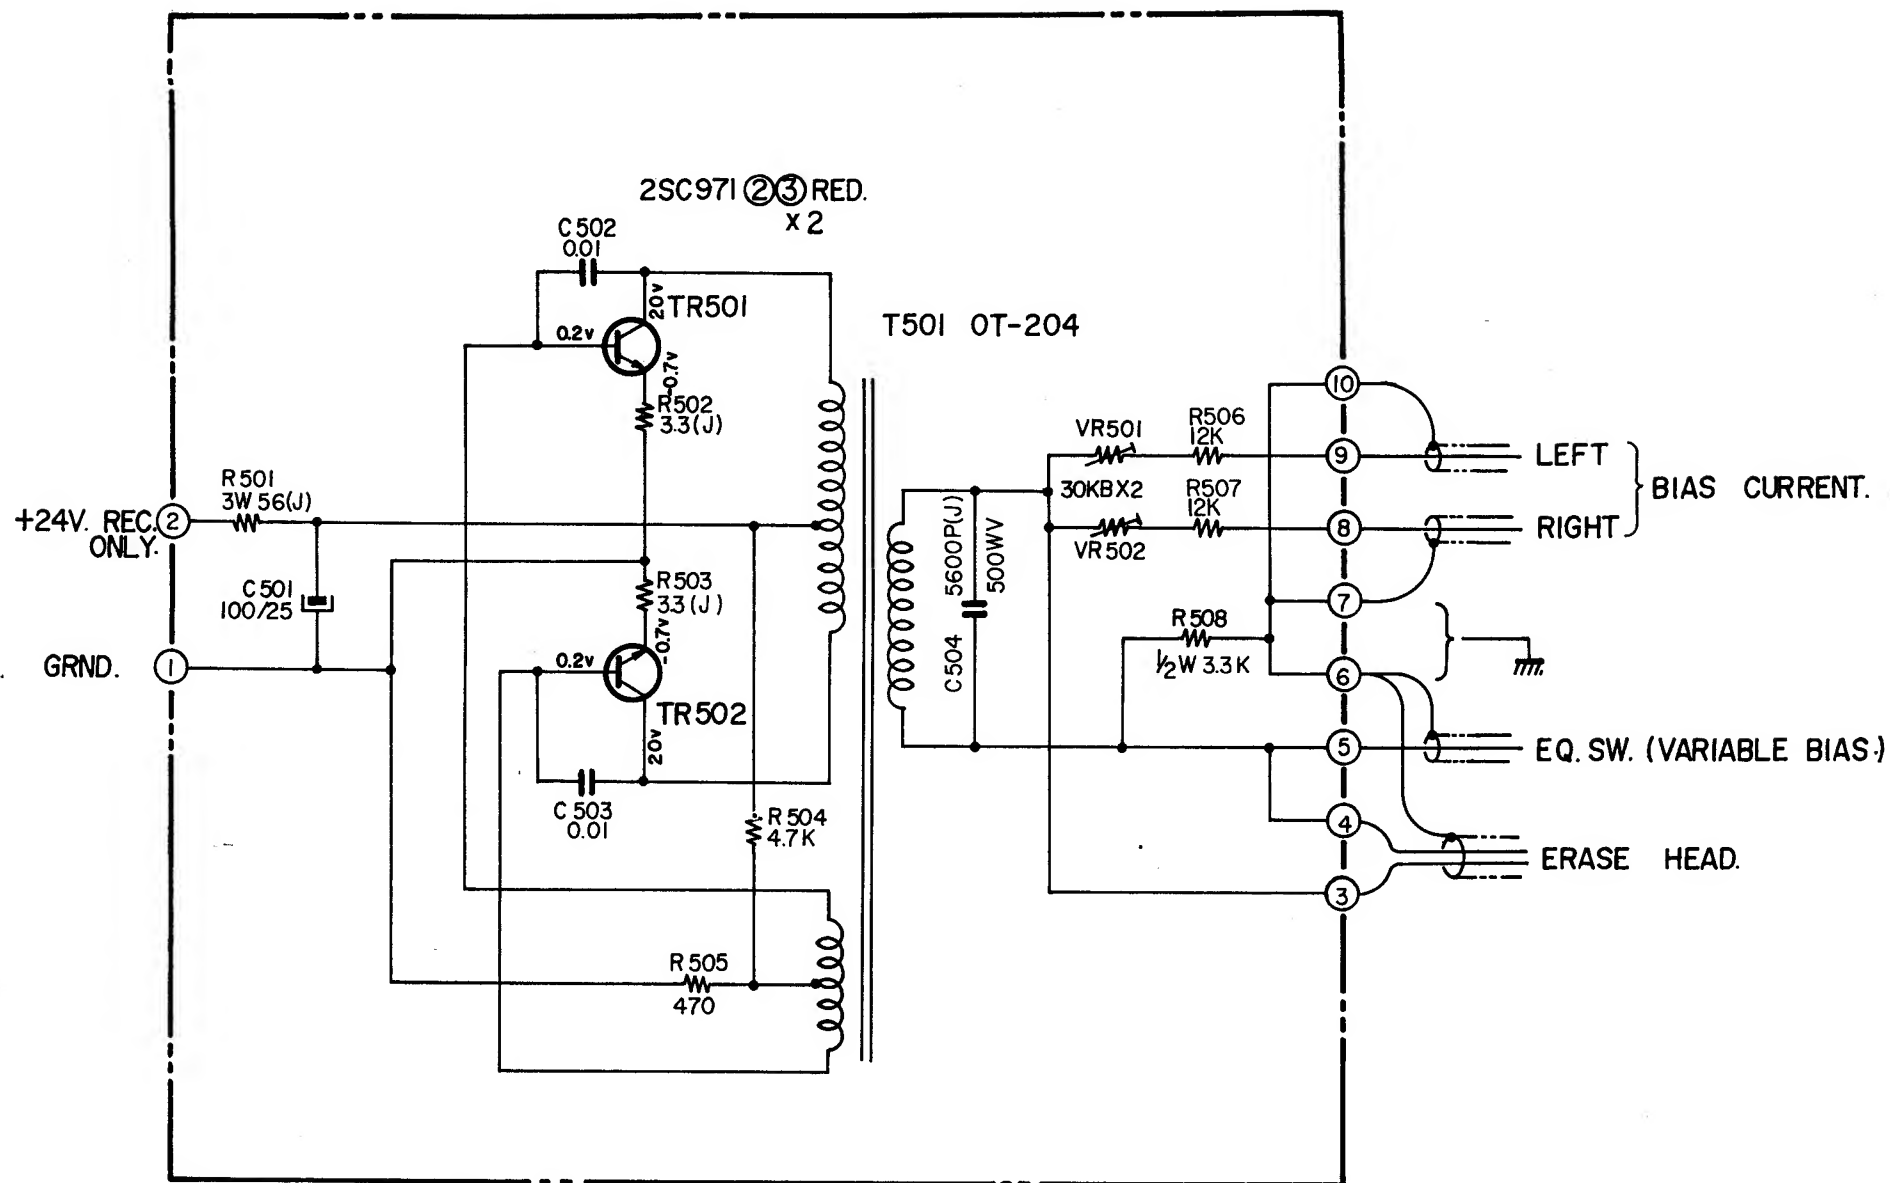 2SC971 ② ③ RED.
X 2
C502
0.01
20v
TR501
0.2v
-0.7v
R502
3.3(J)
T501 OT-204
R501
3W 56(J)
+24V. REC.
ONLY.
②
C501
100/25
GRND.
①
R503
3.3(J)
-0.7v
0.2v
TR502
20v
C503
0.01
R504
4.7K
R505
470
5600P(J)
500WV
C504
VR501
30KBX2
VR502
R506
12K
R507
12K
R508
1/2W 3.3K
⑩
⑨
⑧
⑦
⑥
⑤
④
③
LEFT
RIGHT
BIAS CURRENT.
EQ. SW. (VARIABLE BIAS.)
ERASE HEAD.